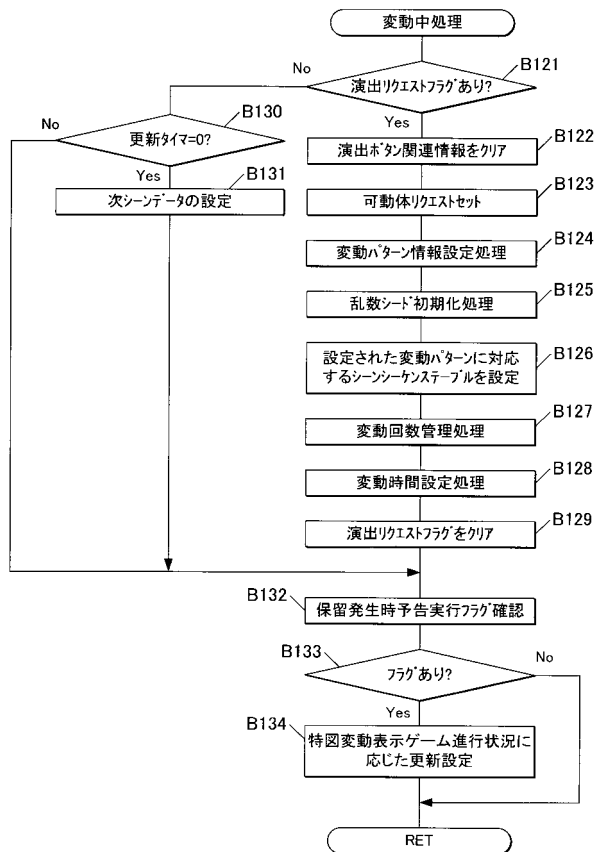 変動中処理
B121
演出リクエストフラグあり?
No
Yes
B130
更新タイマ=0?
No
Yes
B131
次シーンデータの設定
B122
演出ボタン関連情報をクリア
B123
可動体リクエストセット
B124
変動パターン情報設定処理
B125
乱数シード初期化処理
B126
設定された変動パターンに対応
するシーンシーケンステーブルを設定
B127
変動回数管理処理
B128
変動時間設定処理
B129
演出リクエストフラグをクリア
B132
保留発生時予告実行フラグ確認
B133
フラグあり?
No
Yes
B134
特図変動表示ゲーム進行状況に
応じた更新設定
RET